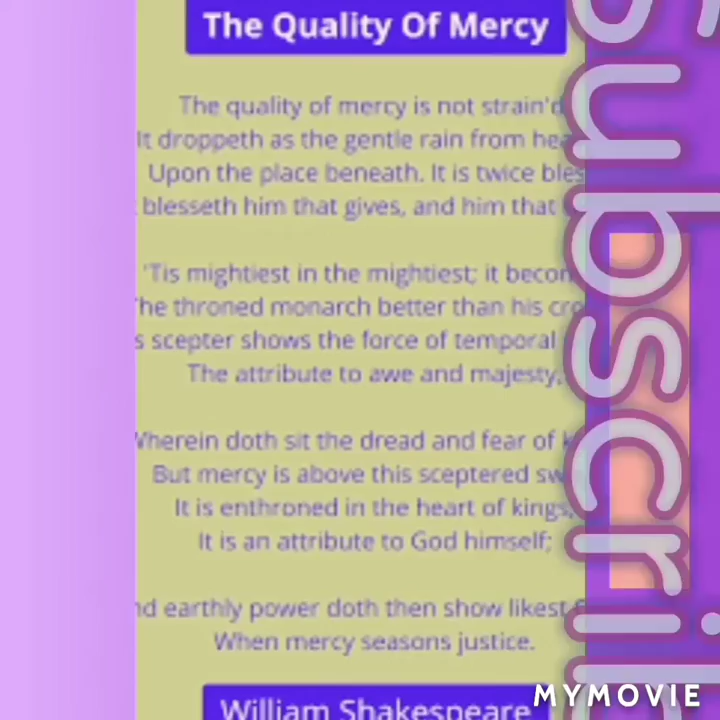 The Quality Of Mercy
The quality of mercy is not strain'd
It droppeth as the gentle rain from hea
Upon the place beneath. It is twice bles
blesseth him that gives, and him that
'Tis mightiest in the mightiest; it becom
he throned monarch better than his cro
s scepter shows the force of temporal
The attribute to awe and majesty,
Wherein doth sit the dread and fear of k
But mercy is above this sceptered sw
It is enthroned in the heart of kings,
It is an attribute to God himself;
nd earthly power doth then show likest
When mercy seasons justice.
William Shakespeare
Subscrib
MYMOVIE